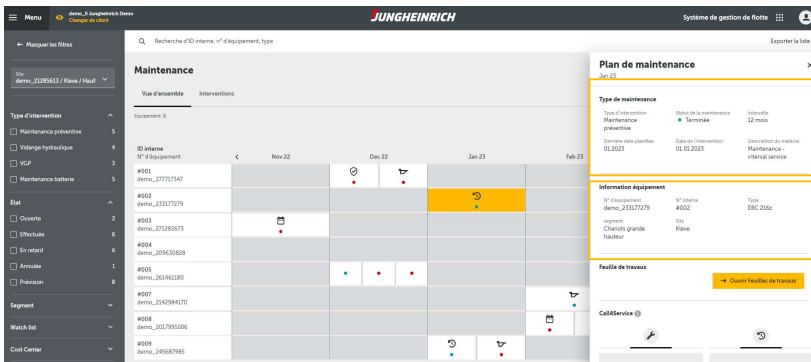 Menu
demo_0 Jungheinrich Demo
Changer de client
JUNGHEINRICH
Système de gestion de flotte
← Masquer les filtres
Recherche d'ID interne, n° d'équipement, type
Exporter la liste
Site
demo_21285613 / Kleve / Haupt
Maintenance
Vue d'ensemble
Interventions
Equipement: 8
Type d'intervention
Maintenance préventive 5
Vidange hydraulique 4
VGP 3
Maintenance batterie 5
État
Ouverte 2
Effectuée 6
En retard 6
Annulée 1
Prévision 8
Segment
Watch list
Cost Center
ID interne
N° d'équipement
Nov 22
Dec 22
Jan 23
Feb 23
#001
demo_277717347
#002
demo_233177279
#003
demo_271282673
#004
demo_209630828
#005
demo_261461180
#007
demo_2142984170
#008
demo_2017991006
#009
demo_245687985
Plan de maintenance
Jan 23
Type de maintenance
Type d'intervention
Maintenance
préventive
Statut de la maintenance
Terminée
Intervalle
12 mois
Dernière date planifiée
01.2023
Date de l'intervention
01.01.2023
Description du matériel
Maintenance -
interval service
Information équipement
N° d'équipement
demo_233177279
N° interne
#002
Type
ERC 216z
segment
Chariots grande
hauteur
Site
Kleve
Feuille de travaux
→ Ouvrir Feuilles de travaux
Call4Service